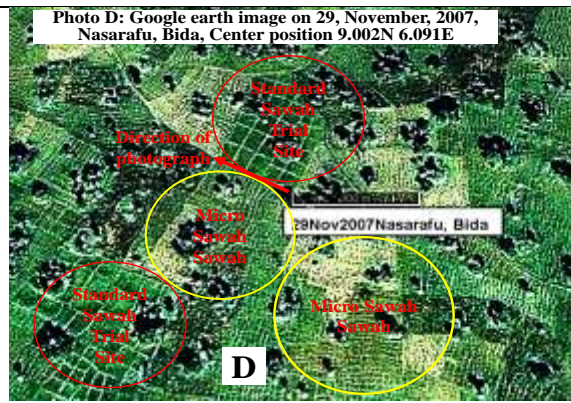 Photo D: Google earth image on 29, November, 2007,
Nasarafu, Bida, Center position 9.002N 6.091E
Standard
Sawah
Trial
Site
Direction of
photograph
Micro
Sawah
Sawah
29Nov2007Nasarafu, Bida
Standard
Sawah
Trial
Site
Micro Sawah
Sawah
D